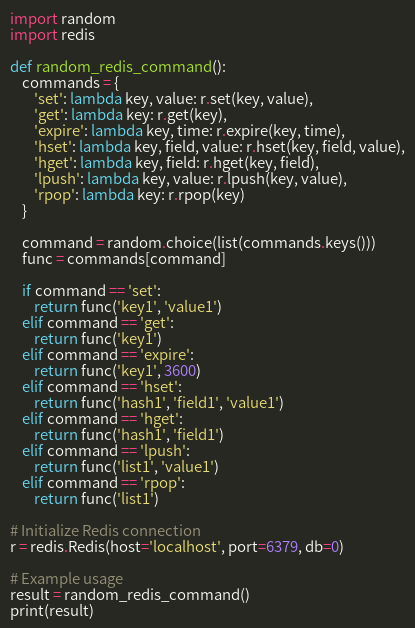 import random
import redis

def random_redis_command():
    commands = {
        'set': lambda key, value: r.set(key, value),
        'get': lambda key: r.get(key),
        'expire': lambda key, time: r.expire(key, time),
        'hset': lambda key, field, value: r.hset(key, field, value),
        'hget': lambda key, field: r.hget(key, field),
        'lpush': lambda key, value: r.lpush(key, value),
        'rpop': lambda key: r.rpop(key)
    }

    command = random.choice(list(commands.keys()))
    func = commands[command]

    if command == 'set':
        return func('key1', 'value1')
    elif command == 'get':
        return func('key1')
    elif command == 'expire':
        return func('key1', 3600)
    elif command == 'hset':
        return func('hash1', 'field1', 'value1')
    elif command == 'hget':
        return func('hash1', 'field1')
    elif command == 'lpush':
        return func('list1', 'value1')
    elif command == 'rpop':
        return func('list1')

# Initialize Redis connection
r = redis.Redis(host='localhost', port=6379, db=0)

# Example usage
result = random_redis_command()
print(result)